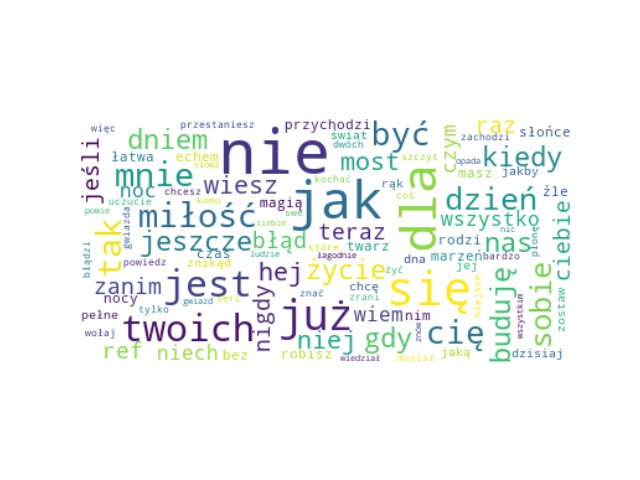 więc
przestaniesz
przychodzi
świat
dwóch
być
czym
raz
słońce
zachodzi
jeśli
dniem
nie
łatwa
echem
słowa
most
szczyt
opada
kiedy
mnie
noc
chcesz
wiesz
kochać
rąk
masz
jakby
uczucie
komu
magią
jak
coś
dla
dzień
źle
powie
gwiazda
miłość
swe
wszystko
ciebie
tak
jeszcze
błąd
siebie
teraz
nas
nic
czas
ludzie
które
twarz
rodzi
płonę
błądzi
powiedz
znikąd
łagodnie
dna
marzeń
bardzo
zanim
jest
hej
życie
żyć
jej
sobie
nocy
gwiazd
serc
znać
chcę
się
miejsce
buduję
wszystkim
zostaw
pełne
tylko
nigdy
już
zrani
wiem
nim
wołaj
twoich
niej
gdy
znów
cię
ref
niech
bez
robisz
wiedział
musisz
jaką
dzisiaj